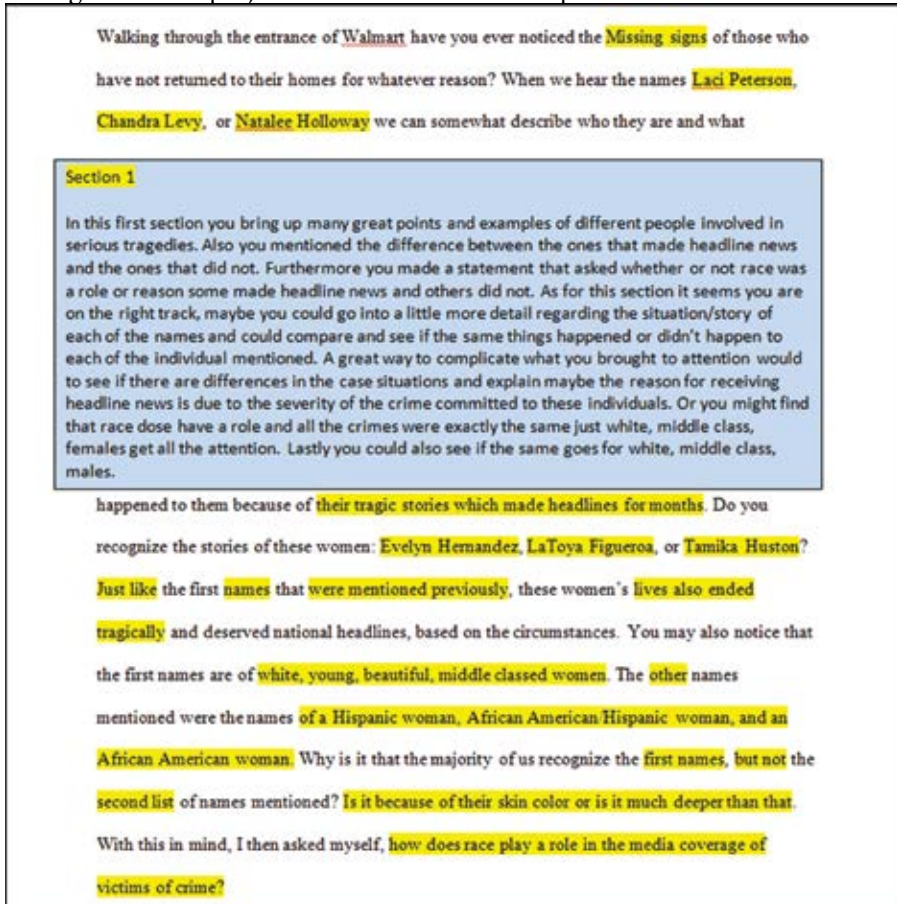 Walking through the entrance of Walmart have you ever noticed the Missing signs of those who
have not returned to their homes for whatever reason? When we hear the names Laci Peterson,
Chandra Levy, or Natalee Holloway we can somewhat describe who they are and what
Section 1
In this first section you bring up many great points and examples of different people involved in
serious tragedies. Also you mentioned the difference between the ones that made headline news
and the ones that did not. Furthermore you made a statement that asked whether or not race was
a role or reason some made headline news and others did not. As for this section it seems you are
on the right track, maybe you could go into a little more detail regarding the situation/story of
each of the names and could compare and see if the same things happened or didn't happen to
each of the individual mentioned. A great way to complicate what you brought to attention would
to see if there are differences in the case situations and explain maybe the reason for receiving
headline news is due to the severity of the crime committed to these individuals. Or you might find
that race dose have a role and all the crimes were exactly the same just white, middle class,
females get all the attention. Lastly you could also see if the same goes for white, middle class,
males.
happened to them because of their tragic stories which made headlines for months. Do you
recognize the stories of these women: Evelyn Hernandez, LaToya Figueroa, or Tamika Huston?
Just like the first names that were mentioned previously, these women's lives also ended
tragically and deserved national headlines, based on the circumstances. You may also notice that
the first names are of white, young, beautiful, middle classed women. The other names
mentioned were the names of a Hispanic woman, African American/Hispanic woman, and an
African American woman. Why is it that the majority of us recognize the first names, but not the
second list of names mentioned? Is it because of their skin color or is it much deeper than that.
With this in mind, I then asked myself, how does race play a role in the media coverage of
victims of crime?